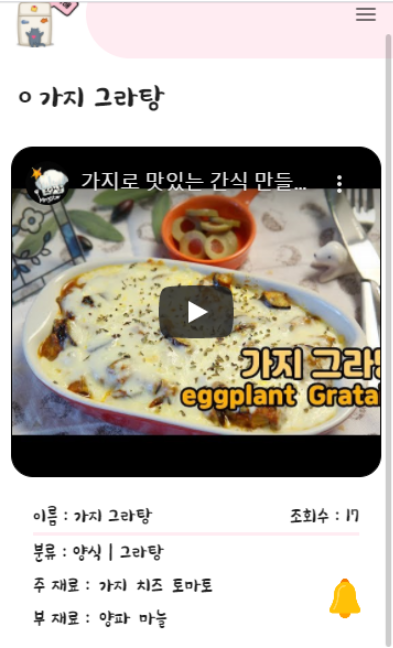 ㅇ가지 그라탕
가지로 맛있는 간식 만들...
가지 그라탕
eggplant Grata
이름 : 가지 그라탕 조회수 : 17
분류 : 양식 | 그라탕
주 재료 : 가지 치즈 토마토
부 재료 : 양파 마늘